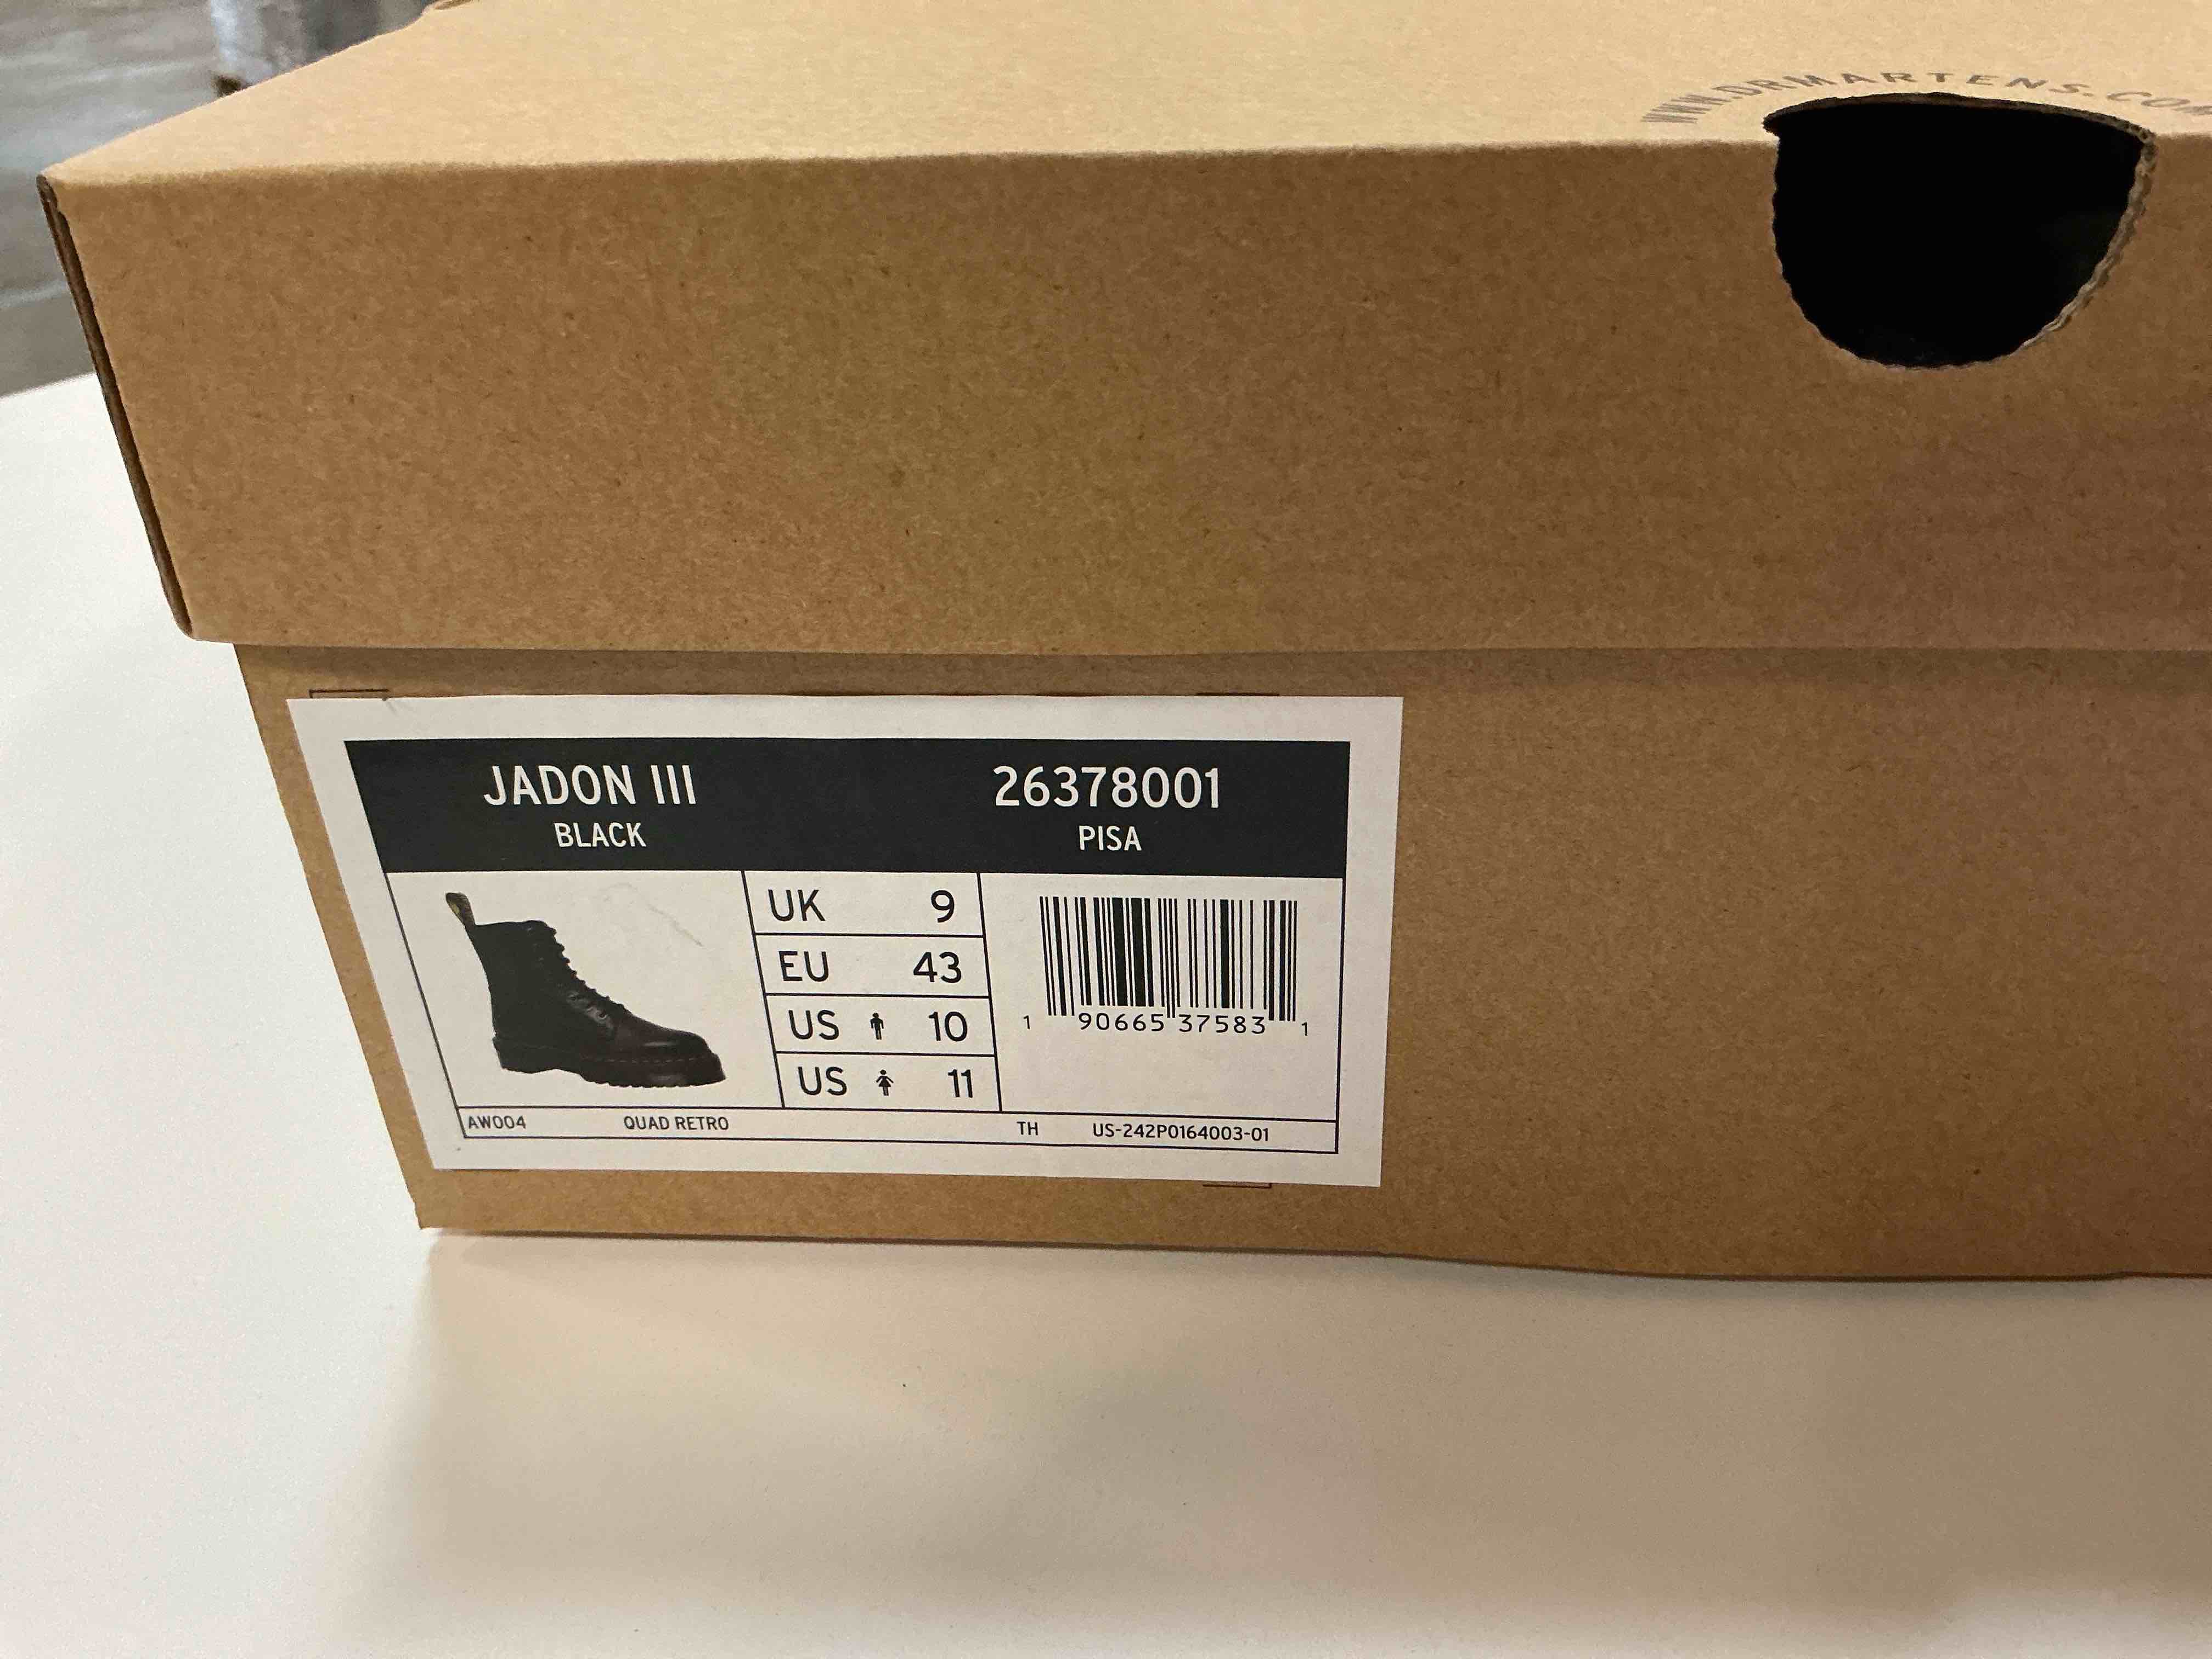 WWW.DRMARTENS.COM
JADON III
BLACK
26378001
PISA
UK 9
EU 43
US 10
US 11
1 90665 37583 1
AW004 QUAD RETRO TH US-242P0164003-01